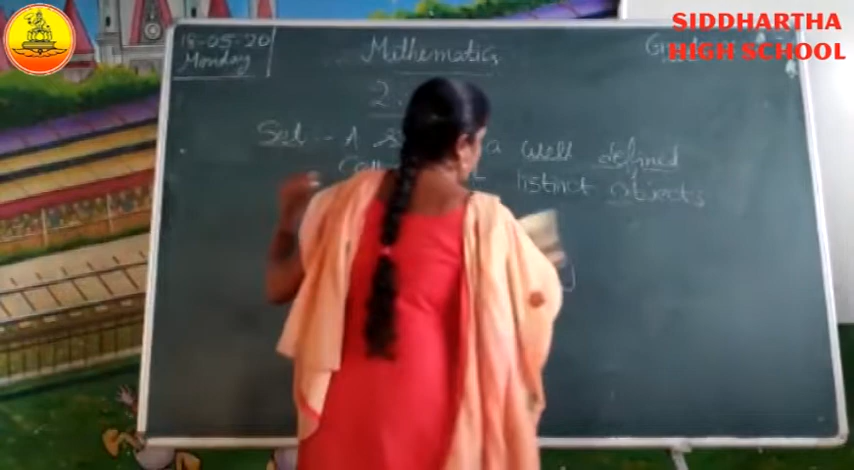 SIDDHARTHA
HIGH SCHOOL
18-05-20
Monday
Mathematics
2.
Set :- A a well defined
distinct objects